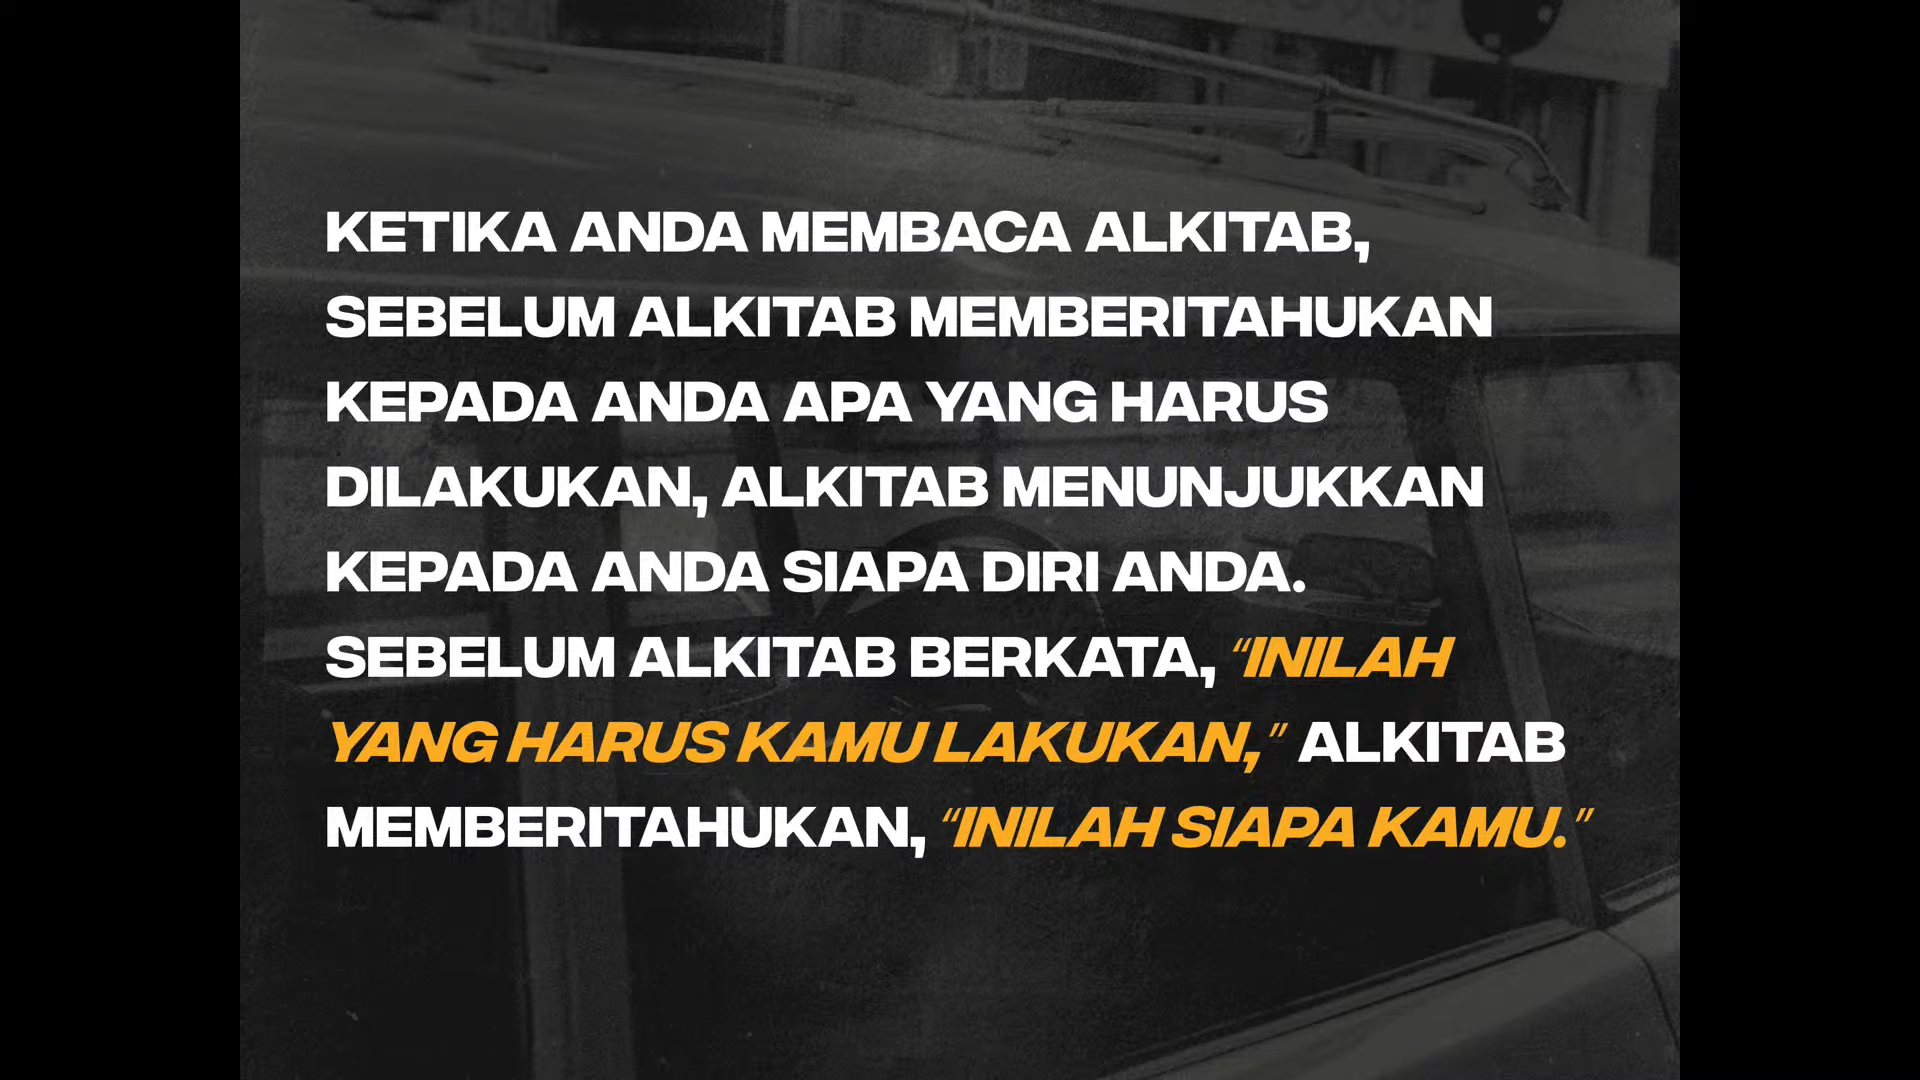 KETIKA ANDA MEMBACA ALKITAB,
SEBELUM ALKITAB MEMBERITAHUKAN
KEPADA ANDA APA YANG HARUS
DILAKUKAN, ALKITAB MENUNJUKKAN
KEPADA ANDA SIAPA DIRI ANDA.
SEBELUM ALKITAB BERKATA, “INILAH
YANG HARUS KAMU LAKUKAN,” ALKITAB
MEMBERITAHUKAN, “INILAH SIAPA KAMU.”